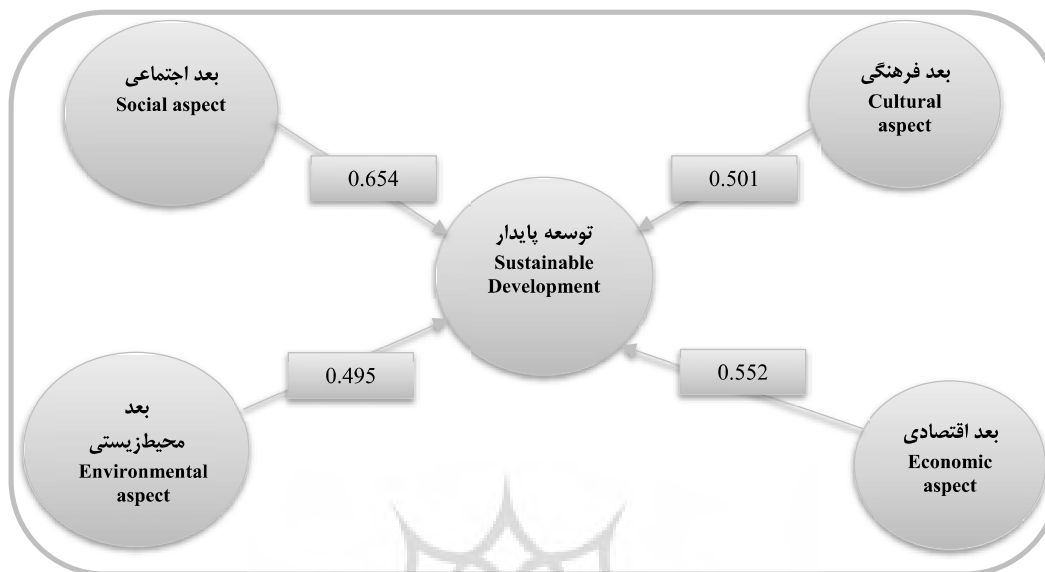 بعد اجتماعی
Social aspect
بعد فرهنگی
Cultural
aspect
0.654
0.501
توسعه پایدار
Sustainable
Development
0.495
0.552
بعد
محیط‌زیستی
Environmental
aspect
بعد اقتصادی
Economic
aspect